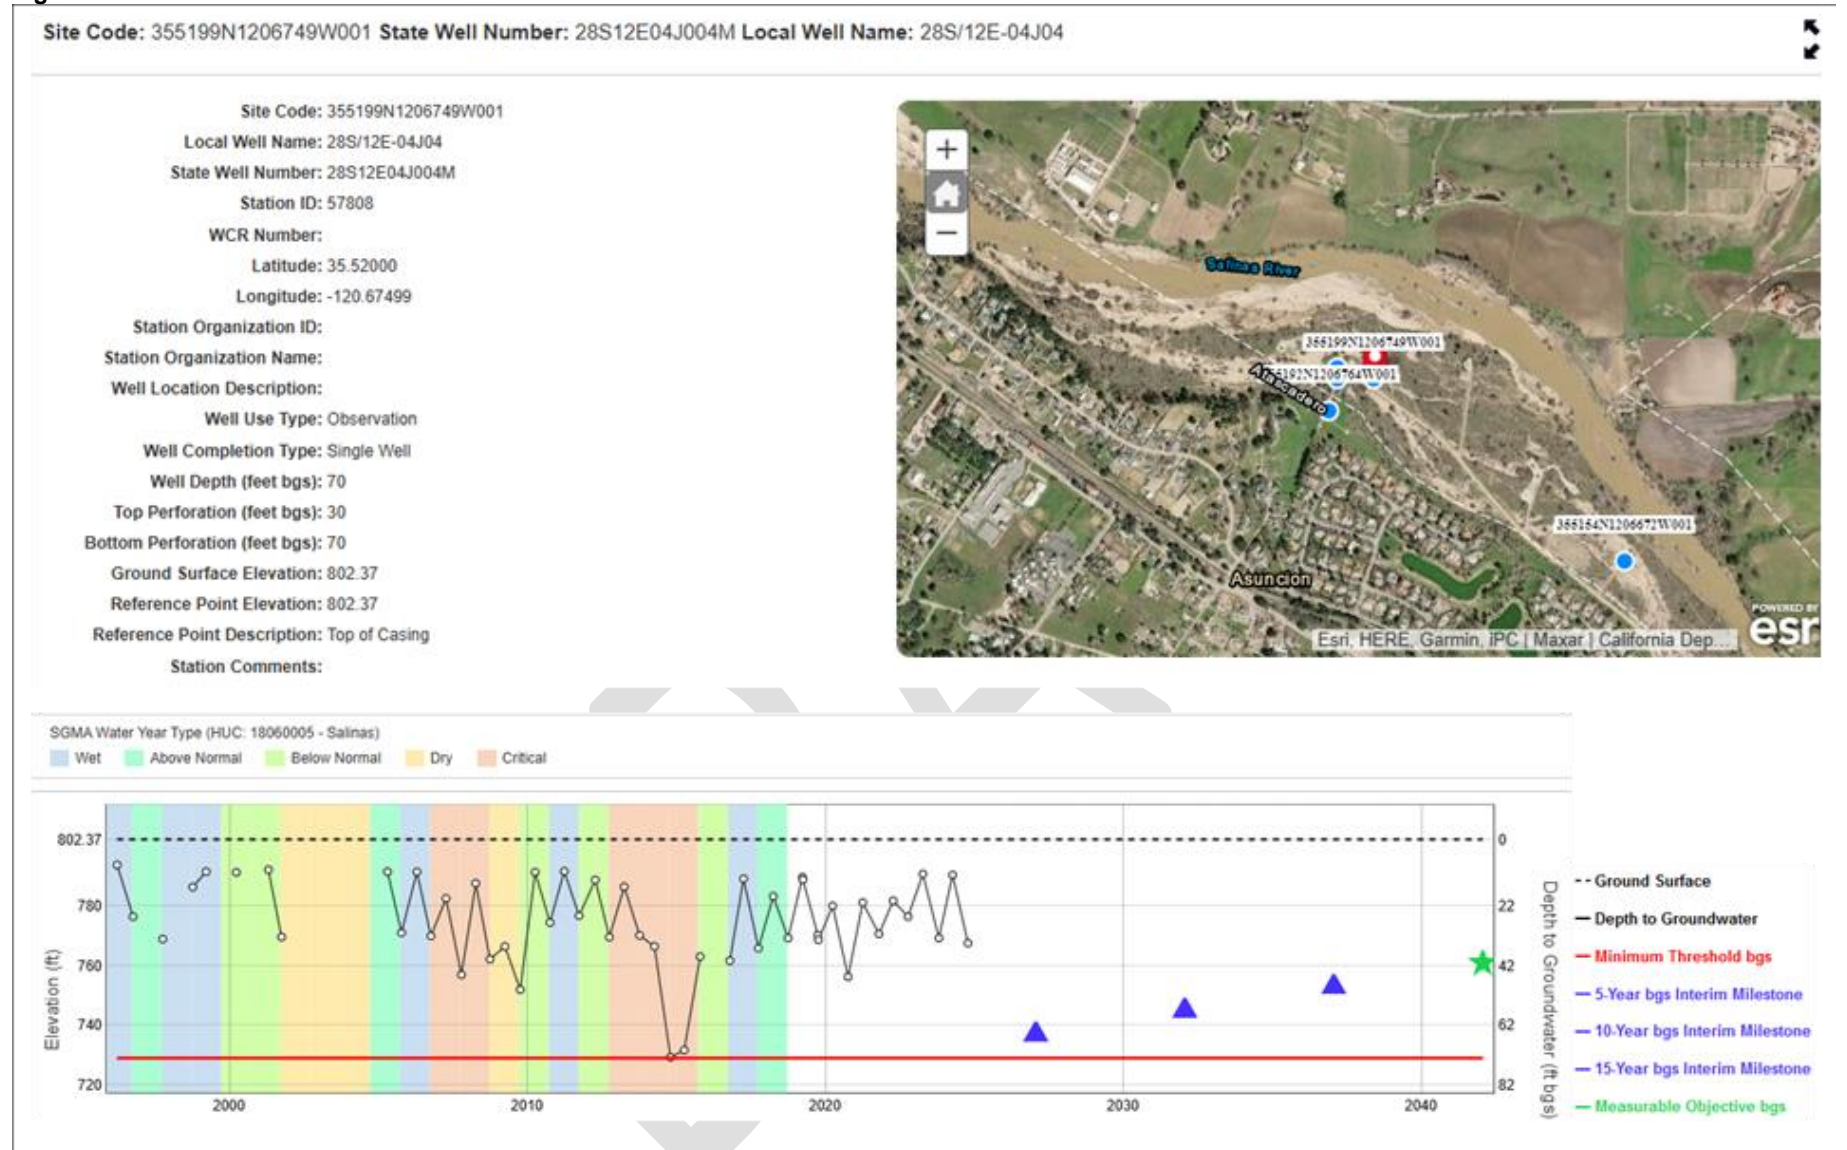 Site Code: 355199N1206749W001 State Well Number: 28S12E04J004M Local Well Name: 28S/12E-04J04
Site Code: 355199N1206749W001
Local Well Name: 28S/12E-04J04
State Well Number: 28S12E04J004M
Station ID: 57808
WCR Number:
Latitude: 35.52000
Longitude: -120.67499
Station Organization ID:
Station Organization Name:
Well Location Description:
Well Use Type: Observation
Well Completion Type: Single Well
Well Depth (feet bgs): 70
Top Perforation (feet bgs): 30
Bottom Perforation (feet bgs): 70
Ground Surface Elevation: 802.37
Reference Point Elevation: 802.37
Reference Point Description: Top of Casing
Station Comments:
+
−
Salinas River
355199N1206749W001
55192N1206764W001
Atascadero
355154N1206672W001
Asuncion
POWERED BY
esri
Esri, HERE, Garmin, iPC | Maxar | California Dep...
SGMA Water Year Type (HUC: 18060005 - Salinas)
Wet Above Normal Below Normal Dry Critical
Elevation (ft)
802.37
780
760
740
720
2000 2010 2020 2030 2040
0
22
42
62
82
Depth to Groundwater (ft bgs)
Ground Surface
Depth to Groundwater
Minimum Threshold bgs
5-Year bgs Interim Milestone
10-Year bgs Interim Milestone
15-Year bgs Interim Milestone
Measurable Objective bgs